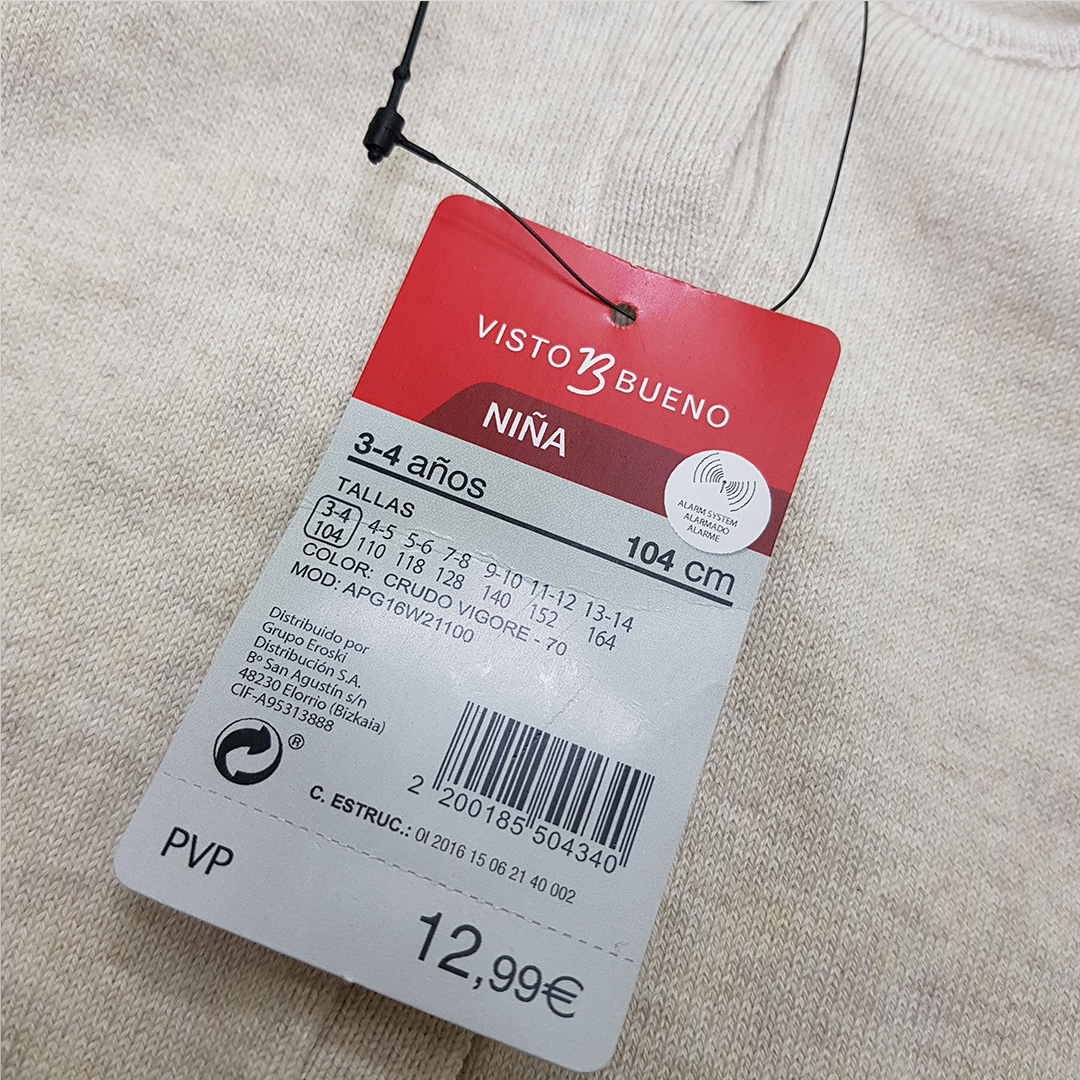 VISTO B BUENO
NIÑA
ALARM SYSTEM
ALARMADO
ALARME
3-4 años
104 cm
TALLAS
3-4 4-5 5-6 7-8 9-10 11-12 13-14
104 110 118 128 140 152 164
COLOR: CRUDO VIGORE - 70
MOD: APG16W21100
Distribuido por
Grupo Eroski
Distribución S.A.
Bº San Agustín s/n
48230 Elorrio (Bizkaia)
CIF-A95313888
®
2 200185 504340
C. ESTRUC.: OI 2016 15 06 21 40 002
PVP
12,99€